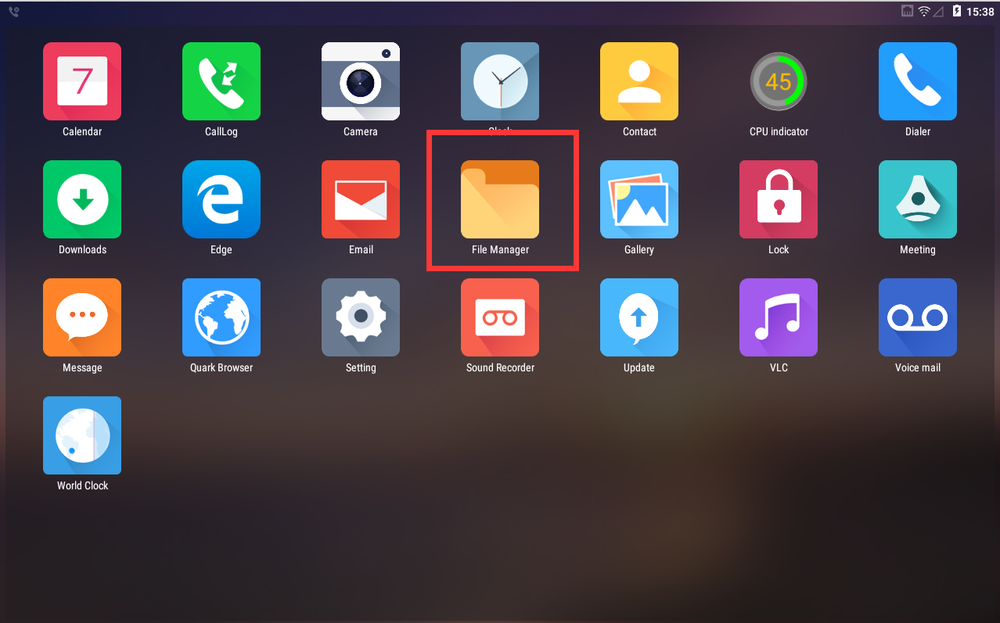 15:38
7
45
Calendar
CallLog
Camera
Clock
Contact
CPU indicator
Dialer
Downloads
Edge
Email
File Manager
Gallery
Lock
Meeting
Message
Quark Browser
Setting
Sound Recorder
Update
VLC
Voice mail
World Clock